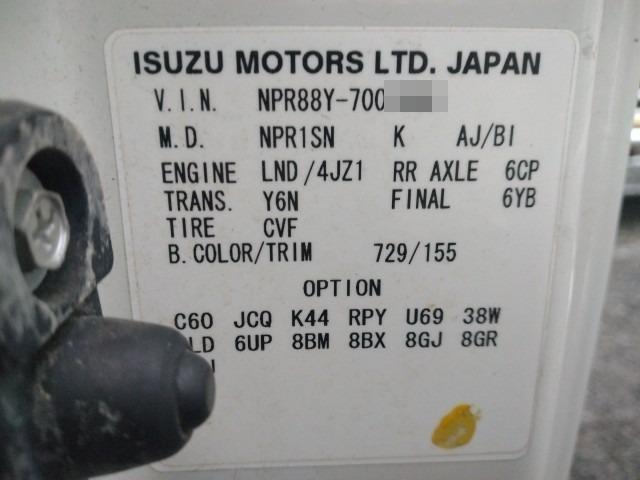 ISUZU MOTORS LTD. JAPAN
V.I.N. NPR88Y-700
M.D. NPR1SN K AJ/BI
ENGINE LND/4JZ1 RR AXLE 6CP
TRANS. Y6N FINAL 6YB
TIRE CVF
B.COLOR/TRIM 729/155
OPTION
C60 JCQ K44 RPY U69 38W
6UP 8BM 8BX 8GJ 8GR